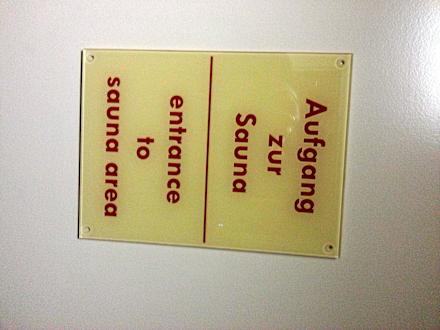 Aufgang
zur
Sauna
entrance
to
sauna area